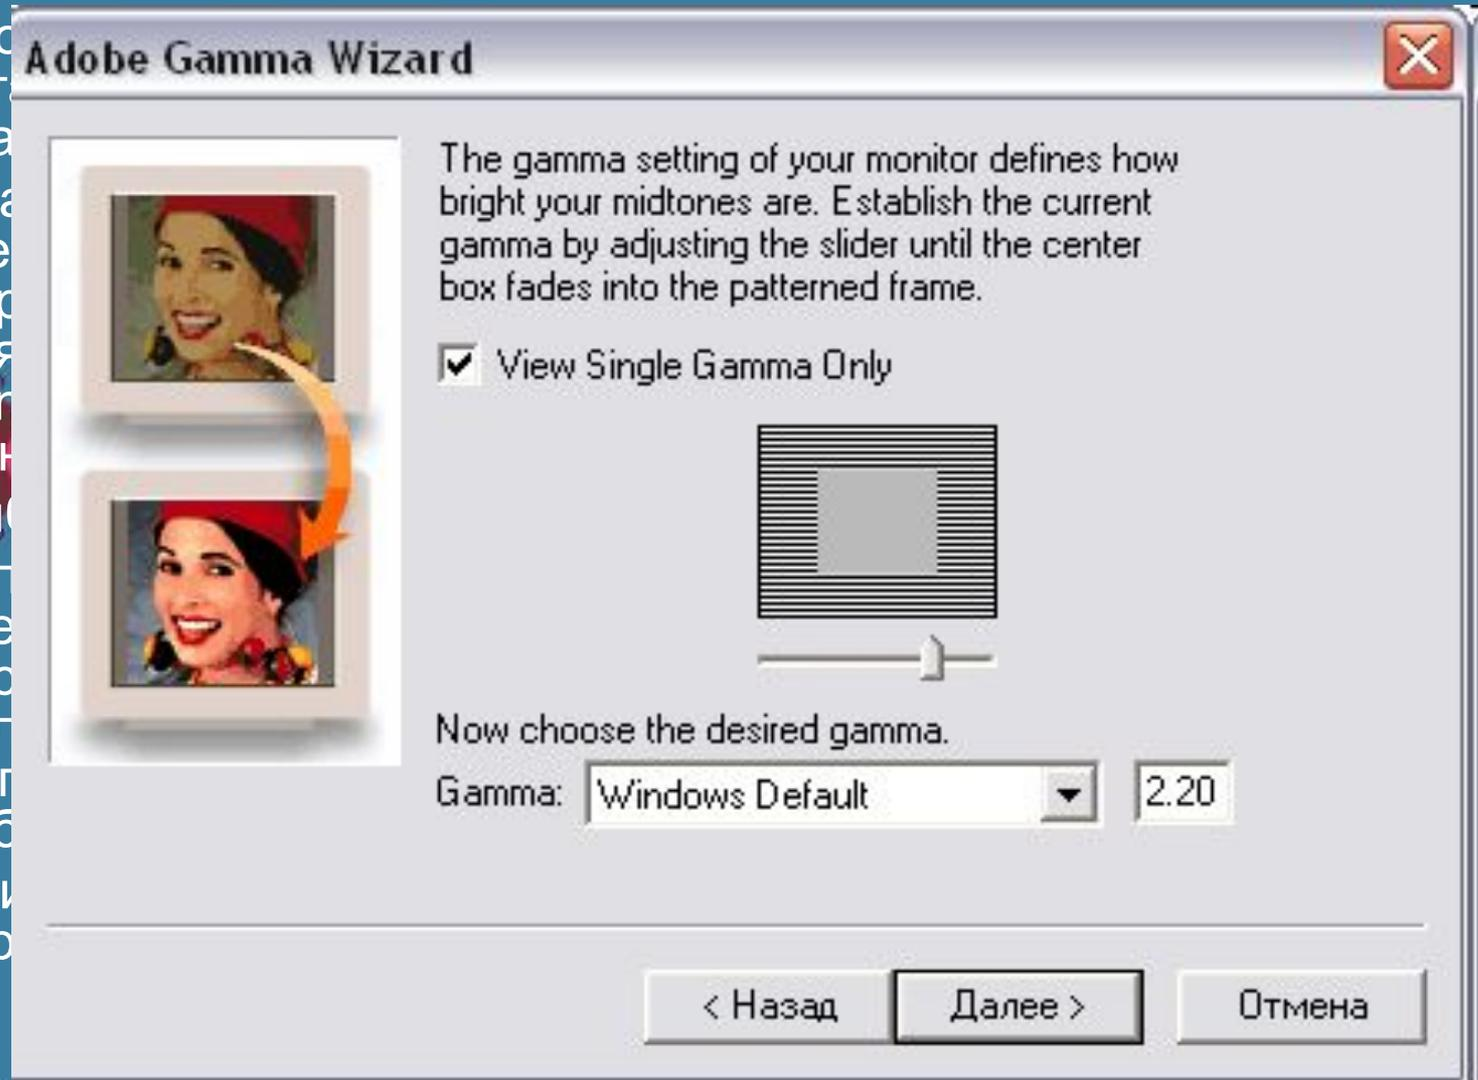 Adobe Gamma Wizard
The gamma setting of your monitor defines how
bright your midtones are. Establish the current
gamma by adjusting the slider until the center
box fades into the patterned frame.
View Single Gamma Only
Now choose the desired gamma.
Gamma: Windows Default 2.20
< Назад Далее > Отмена